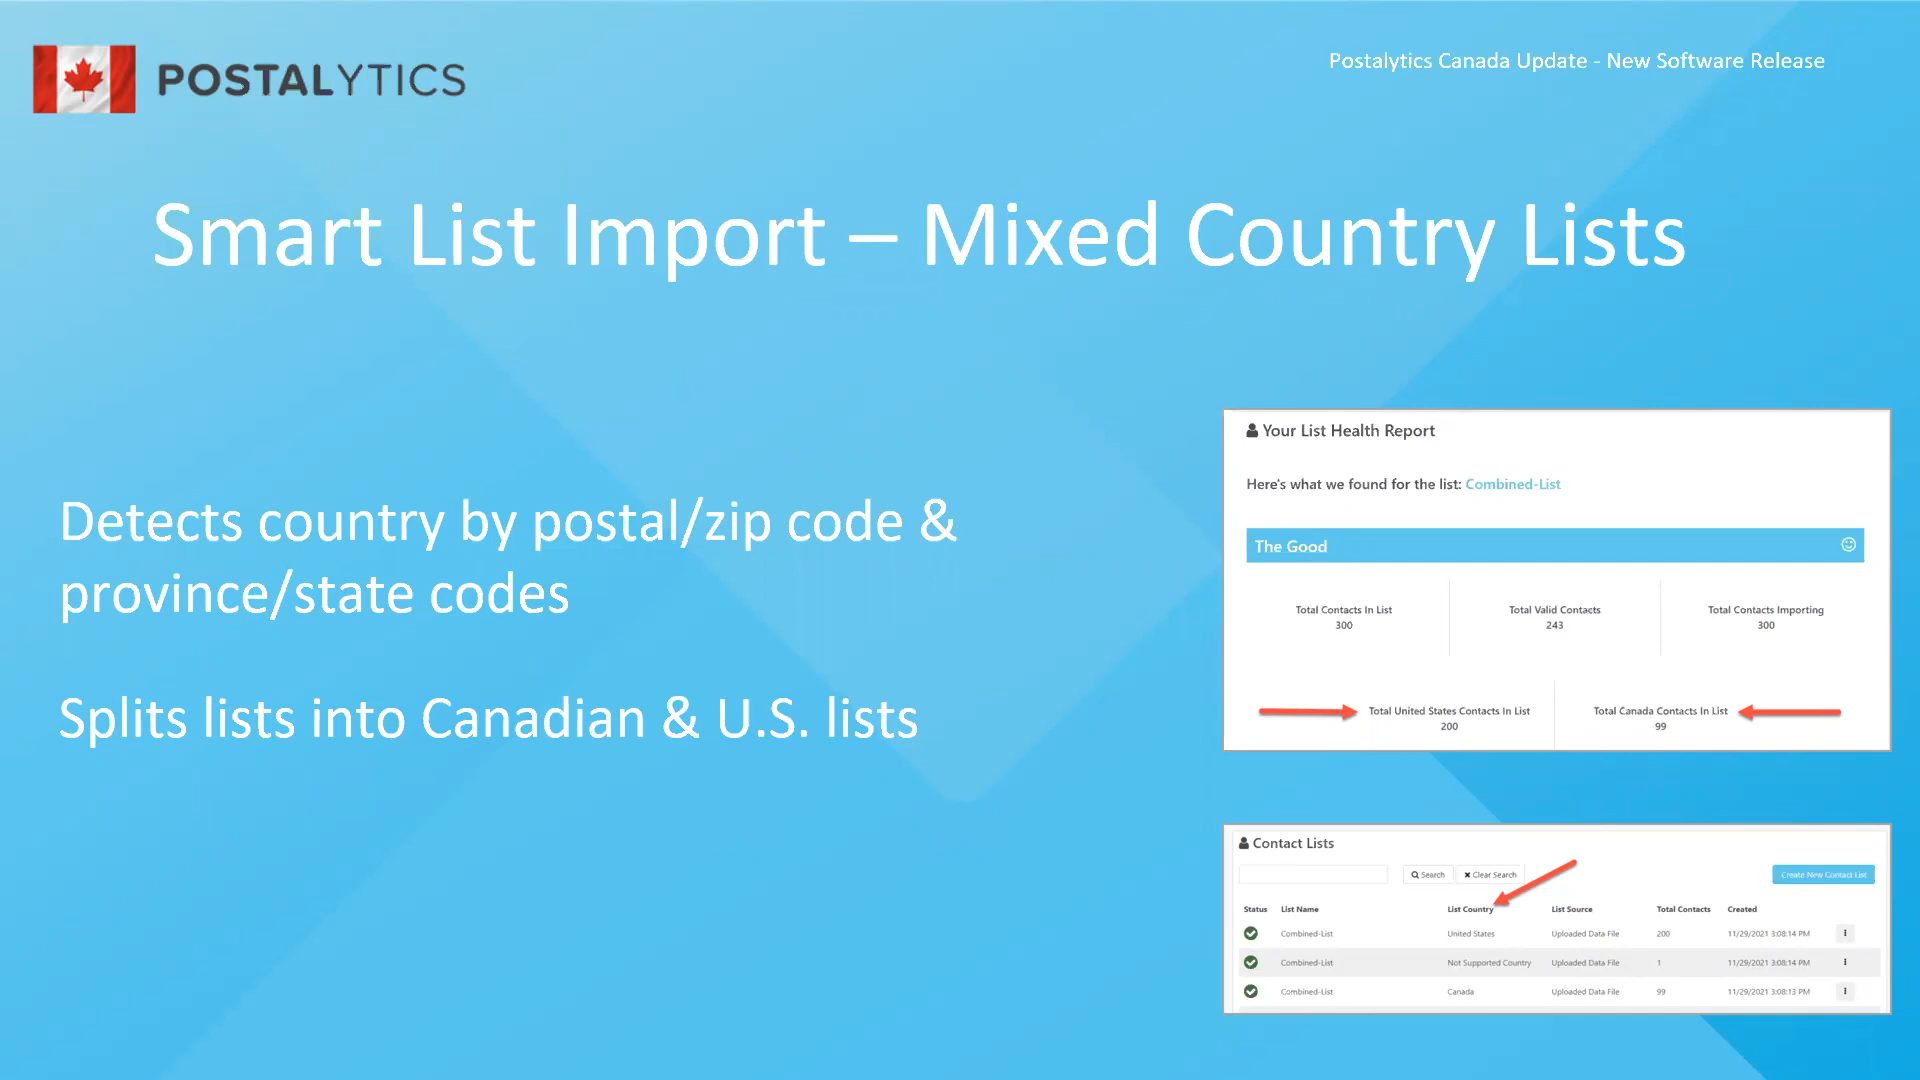 POSTALYTICS
Postalytics Canada Update - New Software Release
Smart List Import – Mixed Country Lists
Detects country by postal/zip code &
province/state codes
Splits lists into Canadian & U.S. lists
Your List Health Report
Here's what we found for the list: Combined-List
The Good
Total Contacts In List
300
Total Valid Contacts
243
Total Contacts Importing
300
Total United States Contacts In List
200
Total Canada Contacts In List
99
Contact Lists
Search
Clear Search
Create New Contact List
Status List Name List Country List Source Total Contacts Created
Combined-List United States Uploaded Data File 200 11/29/2021 3:08:14 PM
Combined-List Not Supported Country Uploaded Data File 1 11/29/2021 3:08:14 PM
Combined-List Canada Uploaded Data File 99 11/29/2021 3:08:13 PM